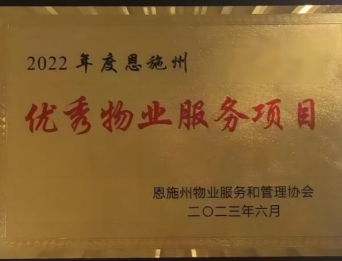 2022 年度恩施州
优秀物业服务项目
恩施州物业服务和管理协会
二〇二三年六月